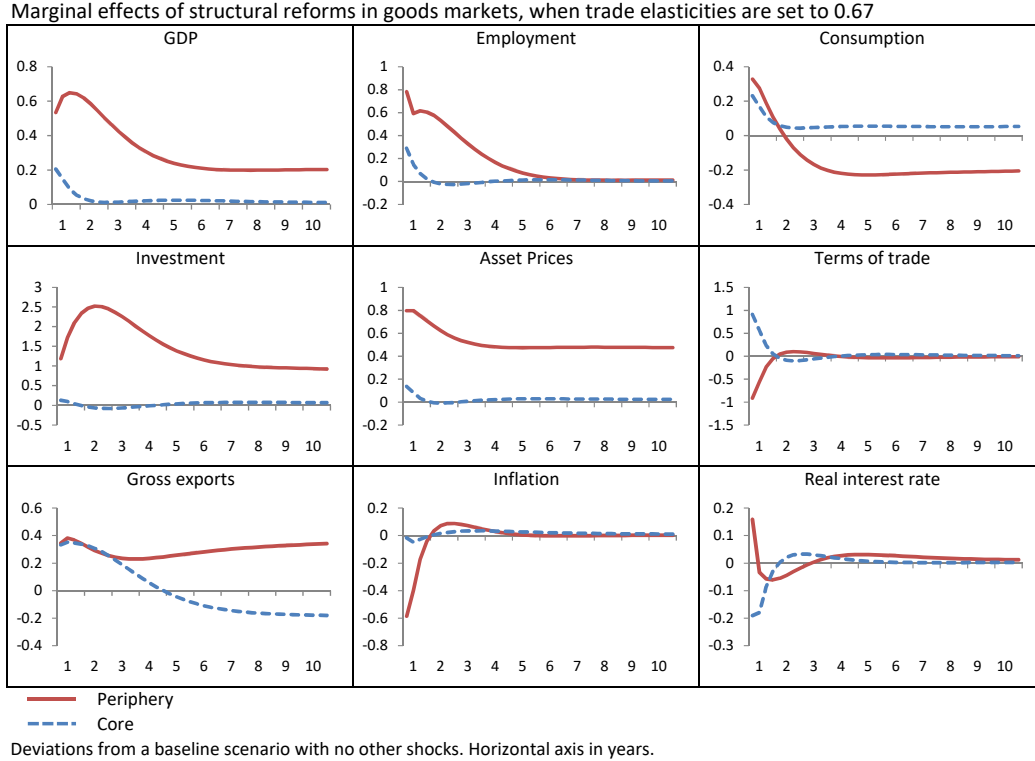 Marginal effects of structural reforms in goods markets, when trade elasticities are set to 0.67
GDP
0.8
0.6
0.4
0.2
0
1 2 3 4 5 6 7 8 9 10
Employment
1
0.8
0.6
0.4
0.2
0
-0.2
1 2 3 4 5 6 7 8 9 10
Consumption
0.4
0.2
0
-0.2
-0.4
1 2 3 4 5 6 7 8 9 10
Investment
3
2.5
2
1.5
1
0.5
0
-0.5
1 2 3 4 5 6 7 8 9 10
Asset Prices
1
0.8
0.6
0.4
0.2
0
-0.2
1 2 3 4 5 6 7 8 9 10
Terms of trade
1.5
1
0.5
0
-0.5
-1
-1.5
1 2 3 4 5 6 7 8 9 10
Gross exports
0.6
0.4
0.2
0
-0.2
-0.4
1 2 3 4 5 6 7 8 9 10
Inflation
0.2
0
-0.2
-0.4
-0.6
-0.8
1 2 3 4 5 6 7 8 9 10
Real interest rate
0.2
0.1
0
-0.1
-0.2
-0.3
1 2 3 4 5 6 7 8 9 10
Periphery
Core
Deviations from a baseline scenario with no other shocks. Horizontal axis in years.